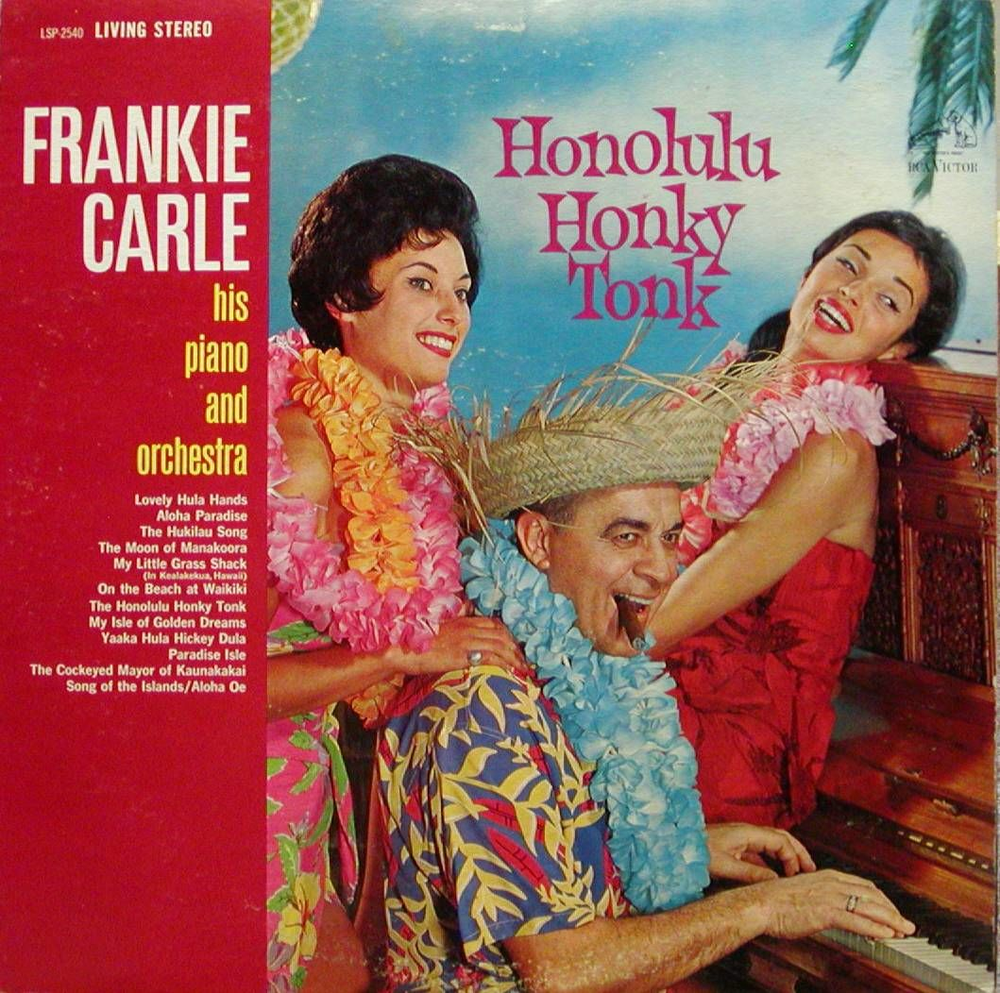 LSP-2540 LIVING STEREO
FRANKIE
CARLE
his
piano
and
orchestra
Lovely Hula Hands
Aloha Paradise
The Hukilau Song
The Moon of Manakoora
My Little Grass Shack
(In Kealakekua, Hawaii)
On the Beach at Waikiki
The Honolulu Honky Tonk
My Isle of Golden Dreams
Yaaka Hula Hickey Dula
Paradise Isle
The Cockeyed Mayor of Kaunakakai
Song of the Islands/Aloha Oe
Honolulu
Honky
Tonk
RCA VICTOR